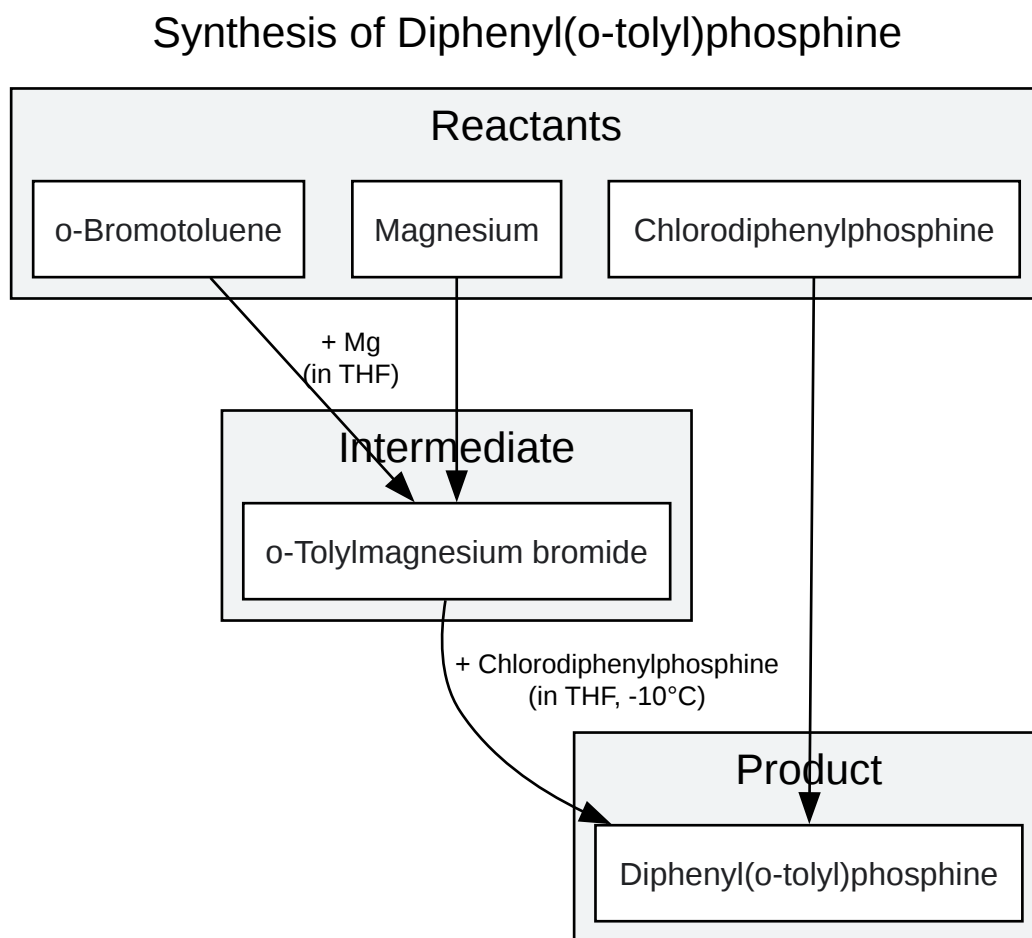 Synthesis of Diphenyl(o-tolyl)phosphine
Reactants
o-Bromotoluene
Magnesium
Chlorodiphenylphosphine
+ Mg
(in THF)
Intermediate
o-Tolylmagnesium bromide
+ Chlorodiphenylphosphine
(in THF, -10°C)
Product
Diphenyl(o-tolyl)phosphine